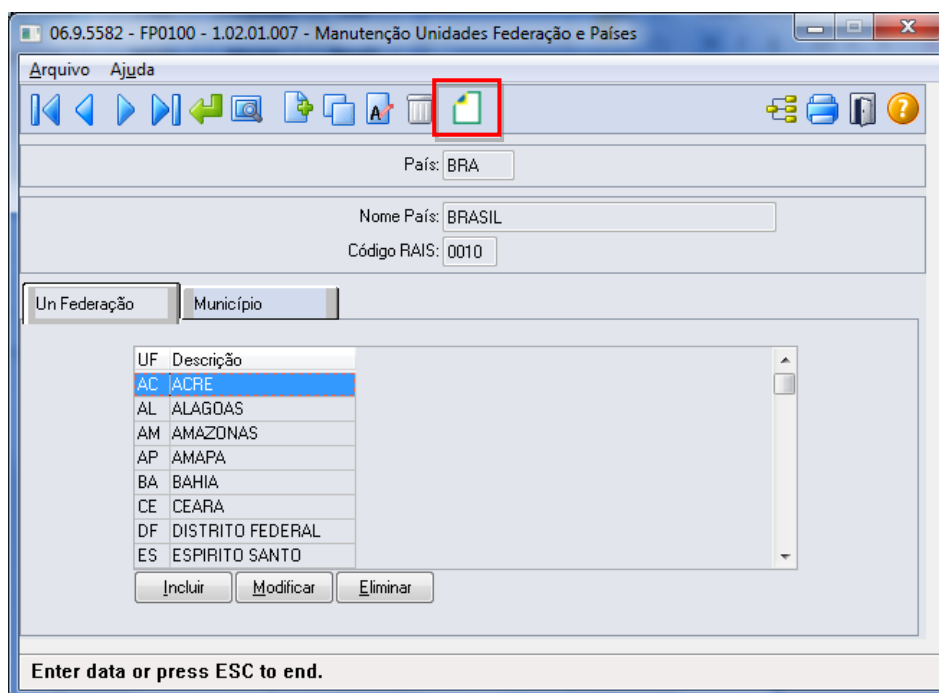 06.9.5582 - FP0100 - 1.02.01.007 - Manutenção Unidades Federação e Países
Arquivo Ajuda
País: BRA
Nome País: BRASIL
Código RAIS: 0010
Un Federação Município
UF Descrição
AC ACRE
AL ALAGOAS
AM AMAZONAS
AP AMAPA
BA BAHIA
CE CEARA
DF DISTRITO FEDERAL
ES ESPIRITO SANTO
Incluir Modificar Eliminar
Enter data or press ESC to end.